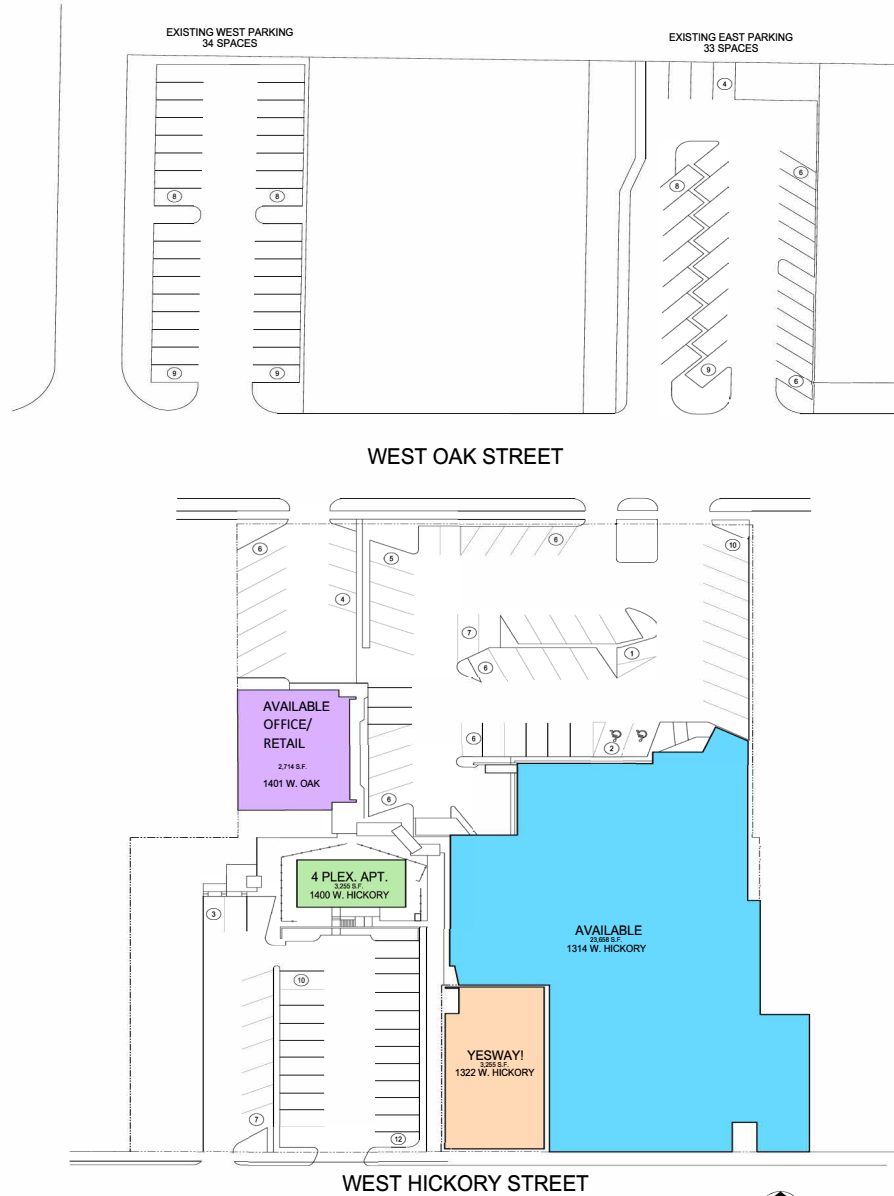 EXISTING WEST PARKING
34 SPACES
EXISTING EAST PARKING
33 SPACES
4
6
8
8
8
9
9
9
6
WEST OAK STREET
6
5
6
10
4
7
1
6
AVAILABLE
OFFICE/
RETAIL
2,714 S.F.
1401 W. OAK
6
2
6
4 PLEX. APT.
3,255 S.F.
1400 W. HICKORY
3
AVAILABLE
23,658 S.F.
1314 W. HICKORY
10
YESWAY!
3,255 S.F.
1322 W. HICKORY
7
12
WEST HICKORY STREET